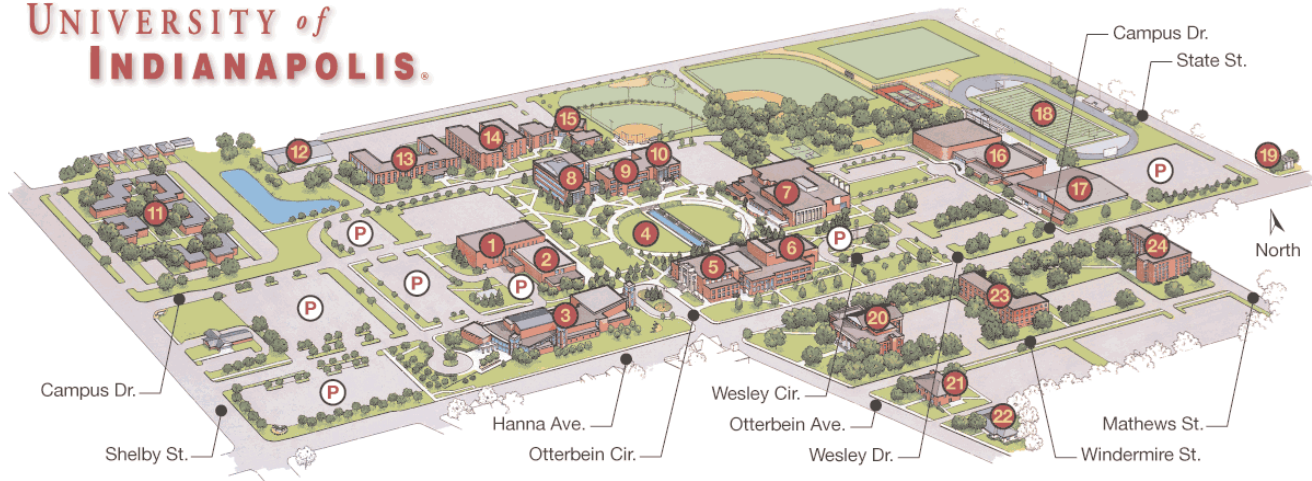 UNIVERSITY of
INDIANAPOLIS®
Campus Dr.
State St.
15
14
18
12
13
10
16
19
8
9
17
P
7
11
4
North
P
1
6
P
24
2
5
P
P
23
P
3
20
21
Campus Dr.
Wesley Cir.
P
22
Hanna Ave.
Otterbein Ave.
Mathews St.
Shelby St.
Otterbein Cir.
Wesley Dr.
Windermire St.